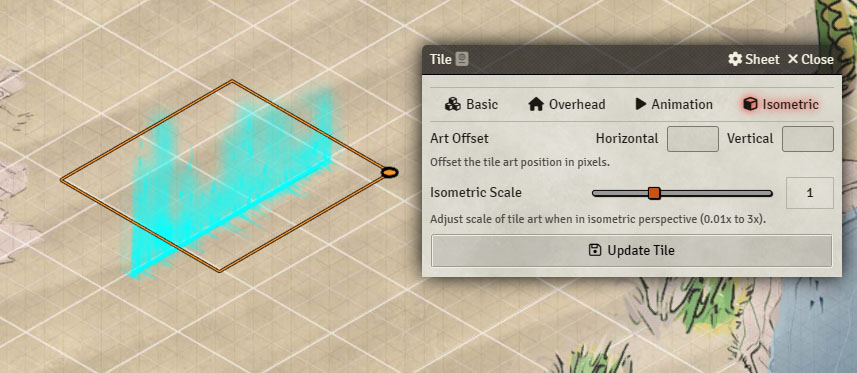 Tile Sheet Close
Basic Overhead Animation Isometric
Art Offset Horizontal Vertical
Offset the tile art position in pixels.
Isometric Scale 1
Adjust scale of tile art when in isometric perspective (0.01x to 3x).
Update Tile